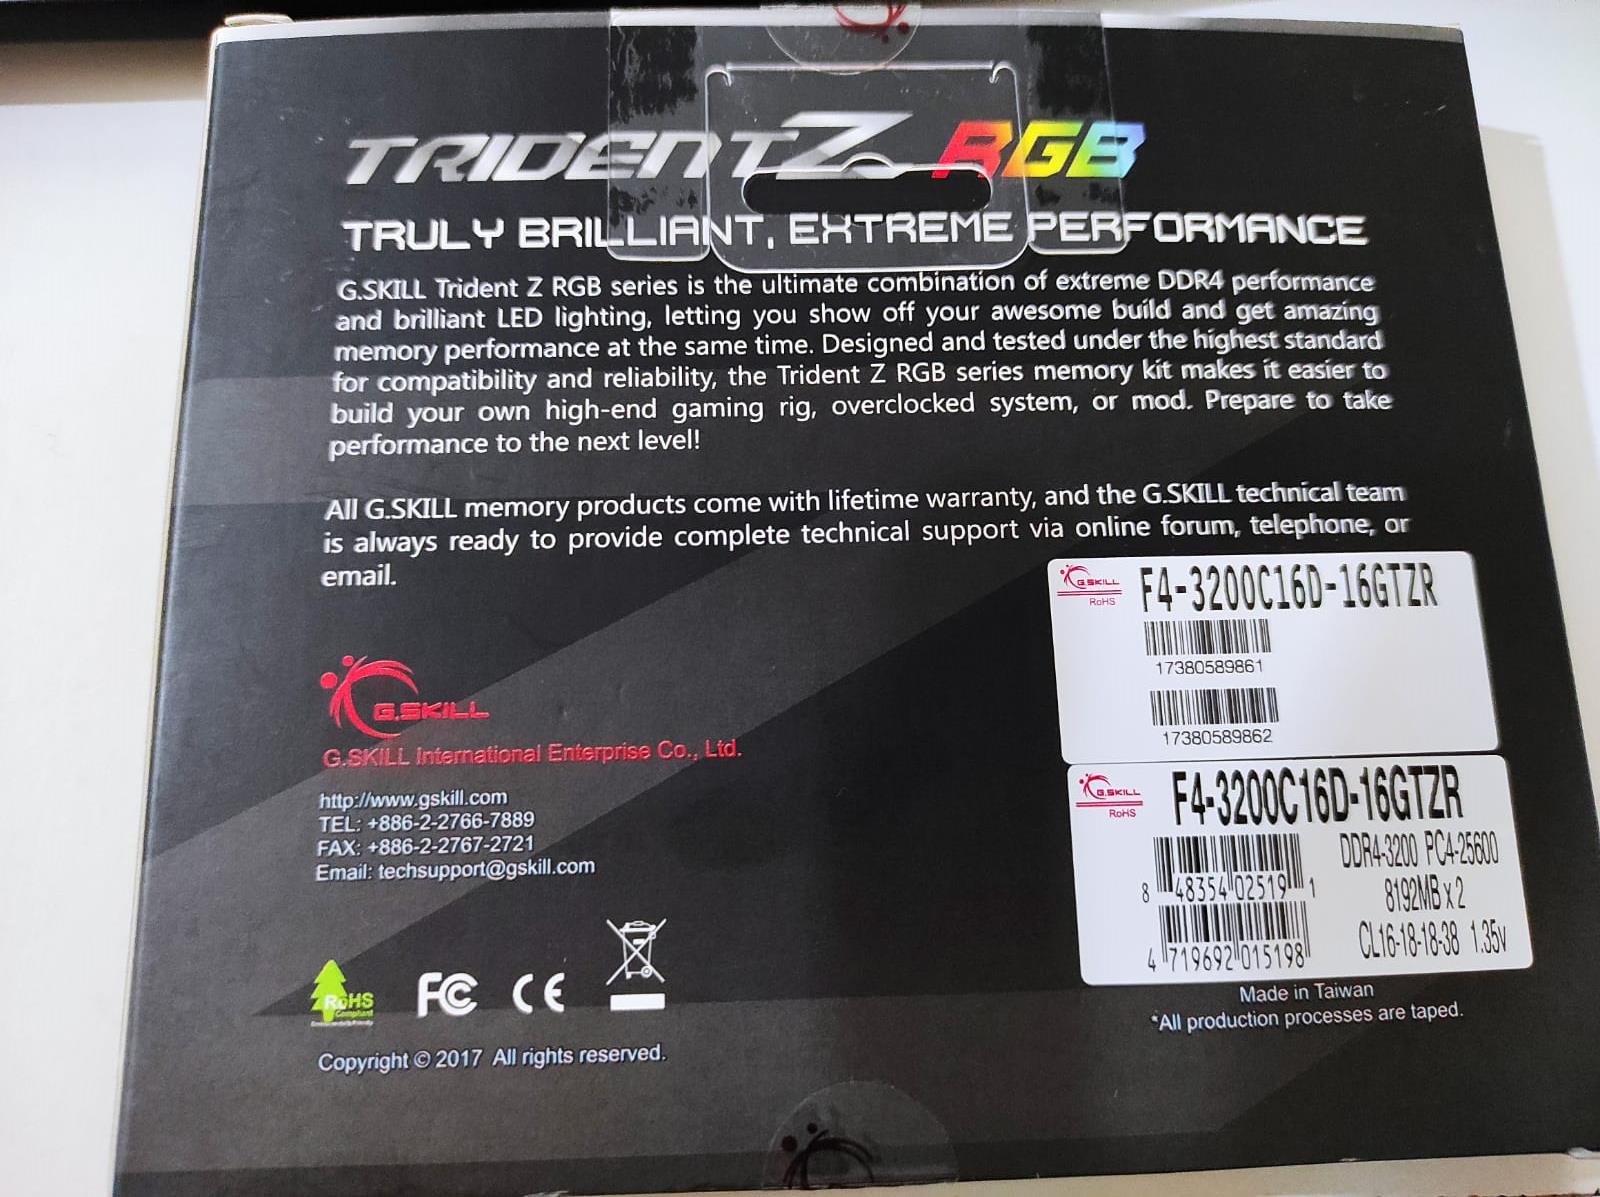 TRIDENT Z RGB
TRULY BRILLIANT, EXTREME PERFORMANCE
G.SKILL Trident Z RGB series is the ultimate combination of extreme DDR4 performance
and brilliant LED lighting, letting you show off your awesome build and get amazing
memory performance at the same time. Designed and tested under the highest standard
for compatibility and reliability, the Trident Z RGB series memory kit makes it easier to
build your own high-end gaming rig, overclocked system, or mod. Prepare to take
performance to the next level!
All G.SKILL memory products come with lifetime warranty, and the G.SKILL technical team
is always ready to provide complete technical support via online forum, telephone, or
email.
G.SKILL
RoHS
F4-3200C16D-16GTZR
17380589861
17380589862
G.SKILL
G.SKILL International Enterprise Co., Ltd.
http://www.gskill.com
TEL: +886-2-2766-7889
FAX: +886-2-2767-2721
Email: techsupport@gskill.com
G.SKILL
RoHS
F4-3200C16D-16GTZR
DDR4-3200 PC4-25600
8192MB x 2
CL16-18-18-38 1.35v
8 48354 02519 1
4 719692 015198
Made in Taiwan
*All production processes are taped.
RoHS
Compliant
FC CE
Copyright © 2017 All rights reserved.